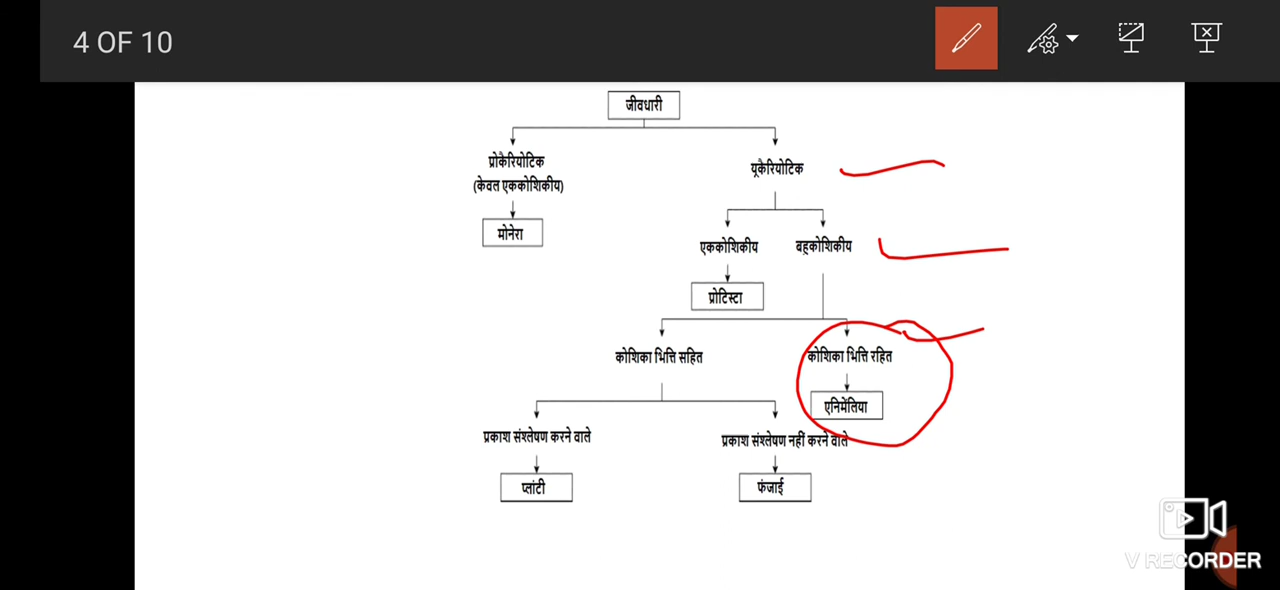 4 OF 10
जीवधारी
प्रोकैरियोटिक
(केवल एककोशिकीय)
यूकैरियोटिक
मोनेरा
एककोशिकीय
बहुकोशिकीय
प्रोटिस्टा
कोशिका भित्ति सहित
कोशिका भित्ति रहित
एनिमेलिया
प्रकाश संश्लेषण करने वाले
प्रकाश संश्लेषण नहीं करने वाले
प्लांटी
फंजाई
V RECORDER